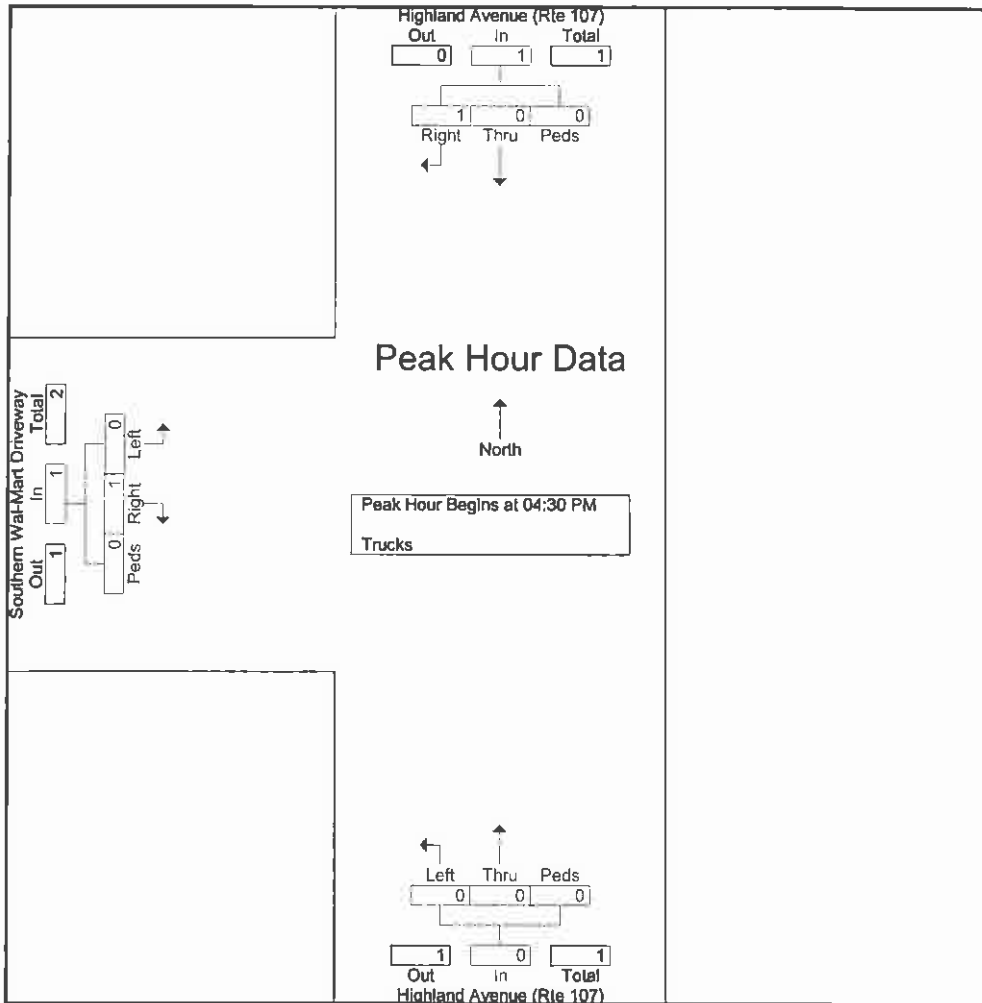 Highland Avenue (Rte 107)
Out In Total
0 1 1
1 0 0
Right Thru Peds
Peak Hour Data
North
Peak Hour Begins at 04:30 PM
Trucks
Southern Wal-Mart Driveway
Out In Total
1 1 2
0 1 0
Peds Right Left
Left Thru Peds
0 0 0
1 0 1
Out In Total
Highland Avenue (Rte 107)